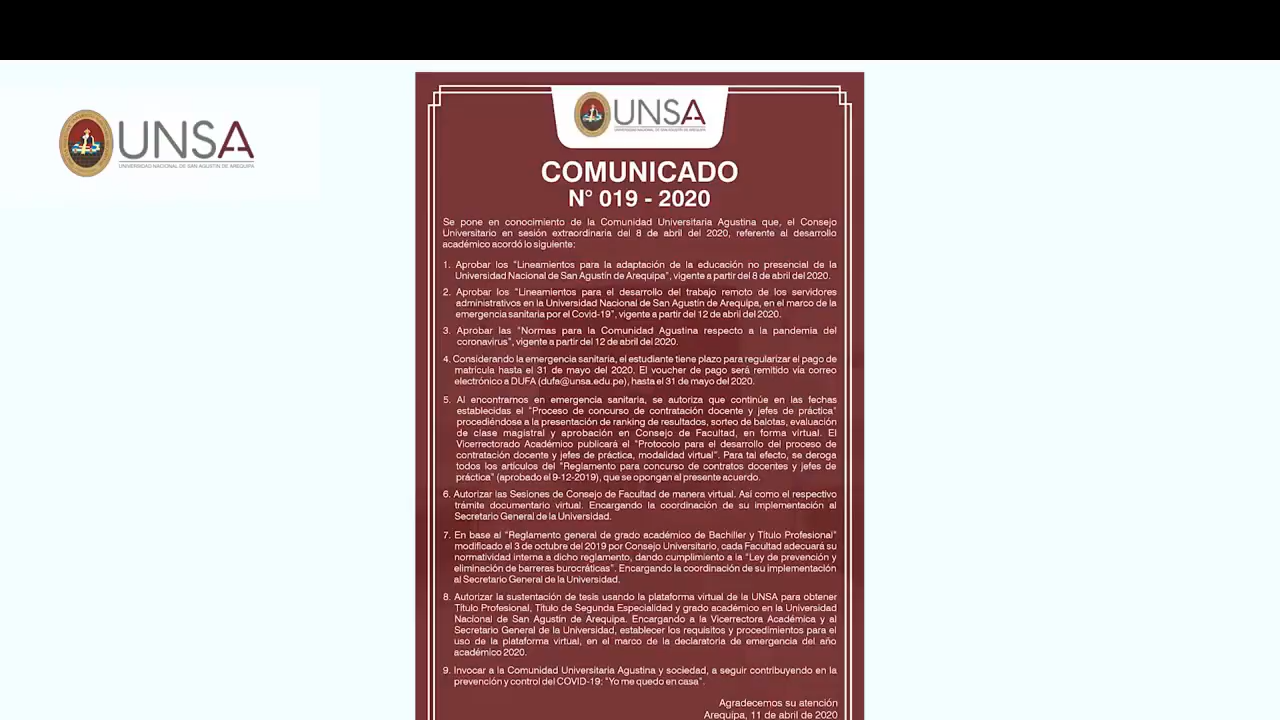 UNSA
UNIVERSIDAD NACIONAL DE SAN AGUSTÍN DE AREQUIPA
UNSA
UNIVERSIDAD NACIONAL DE SAN AGUSTÍN DE AREQUIPA
COMUNICADO
N° 019 - 2020
Se pone en conocimiento de la Comunidad Universitaria Agustina que, el Consejo
Universitario en sesión extraordinaria del 8 de abril del 2020, referente al desarrollo
académico acordó lo siguiente:
1. Aprobar los "Lineamientos para la adaptación de la educación no presencial de la
Universidad Nacional de San Agustín de Arequipa", vigente a partir del 8 de abril del 2020.
2. Aprobar los "Lineamientos para el desarrollo del trabajo remoto de los servidores
administrativos en la Universidad Nacional de San Agustín de Arequipa, en el marco de la
emergencia sanitaria por el Covid-19", vigente a partir del 12 de abril del 2020.
3. Aprobar las "Normas para la Comunidad Agustina respecto a la pandemia del
coronavirus", vigente a partir del 12 de abril del 2020.
4. Considerando la emergencia sanitaria, el estudiante tiene plazo para regularizar el pago de
matrícula hasta el 31 de mayo del 2020. El voucher de pago será remitido vía correo
electrónico a DUFA (dufa@unsa.edu.pe), hasta el 31 de mayo del 2020.
5. Al encontrarnos en emergencia sanitaria, se autoriza que continúe en las fechas
establecidas el "Proceso de concurso de contratación docente y jefes de práctica"
procediéndose a la presentación de ranking de resultados, sorteo de balotas, evaluación
de clase magistral y aprobación en Consejo de Facultad, en forma virtual. El
Vicerrectorado Académico publicará el "Protocolo para el desarrollo del proceso de
contratación docente y jefes de práctica, modalidad virtual". Para tal efecto, se deroga
todos los artículos del "Reglamento para concurso de contratos docentes y jefes de
práctica" (aprobado el 9-12-2019), que se opongan al presente acuerdo.
6. Autorizar las Sesiones de Consejo de Facultad de manera virtual. Así como el respectivo
trámite documentario virtual. Encargando la coordinación de su implementación al
Secretario General de la Universidad.
7. En base al "Reglamento general de grado académico de Bachiller y Título Profesional"
modificado el 3 de octubre del 2019 por Consejo Universitario, cada Facultad adecuará su
normatividad interna a dicho reglamento, dando cumplimiento a la "Ley de prevención y
eliminación de barreras burocráticas". Encargando la coordinación de su implementación
al Secretario General de la Universidad.
8. Autorizar la sustentación de tesis usando la plataforma virtual de la UNSA para obtener
Título Profesional, Título de Segunda Especialidad y grado académico en la Universidad
Nacional de San Agustín de Arequipa. Encargando a la Vicerrectora Académica y al
Secretario General de la Universidad, establecer los requisitos y procedimientos para el
uso de la plataforma virtual, en el marco de la declaratoria de emergencia del año
académico 2020.
9. Invocar a la Comunidad Universitaria Agustina y sociedad, a seguir contribuyendo en la
prevención y control del COVID-19: "Yo me quedo en casa".
Agradecemos su atención
Arequipa, 11 de abril de 2020